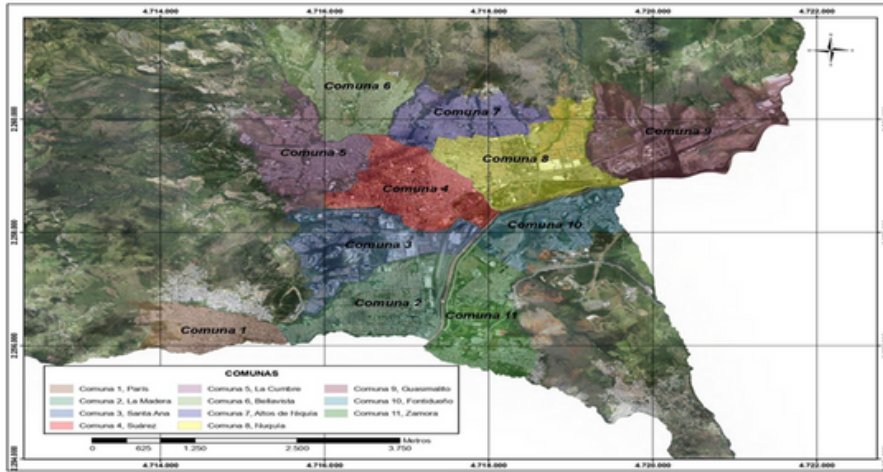 4.714.000 4.716.000 4.718.000 4.720.000 4.722.000
Comuna 6
Comuna 7
Comuna 9
Comuna 5
Comuna 8
Comuna 4
Comuna 10
Comuna 3
Comuna 2
Comuna 11
Comuna 1
COMUNAS
Comuna 1, París
Comuna 2, La Madera
Comuna 3, Santa Ana
Comuna 4, Suárez
Comuna 5, La Cumbre
Comuna 6, Bellavista
Comuna 7, Altos de Niquía
Comuna 8, Nuquía
Comuna 9, Guasimalito
Comuna 10, Fontidueño
Comuna 11, Zamora
Metros
0 625 1.250 2.500 3.750
4.714.000 4.716.000 4.718.000 4.720.000 4.722.000